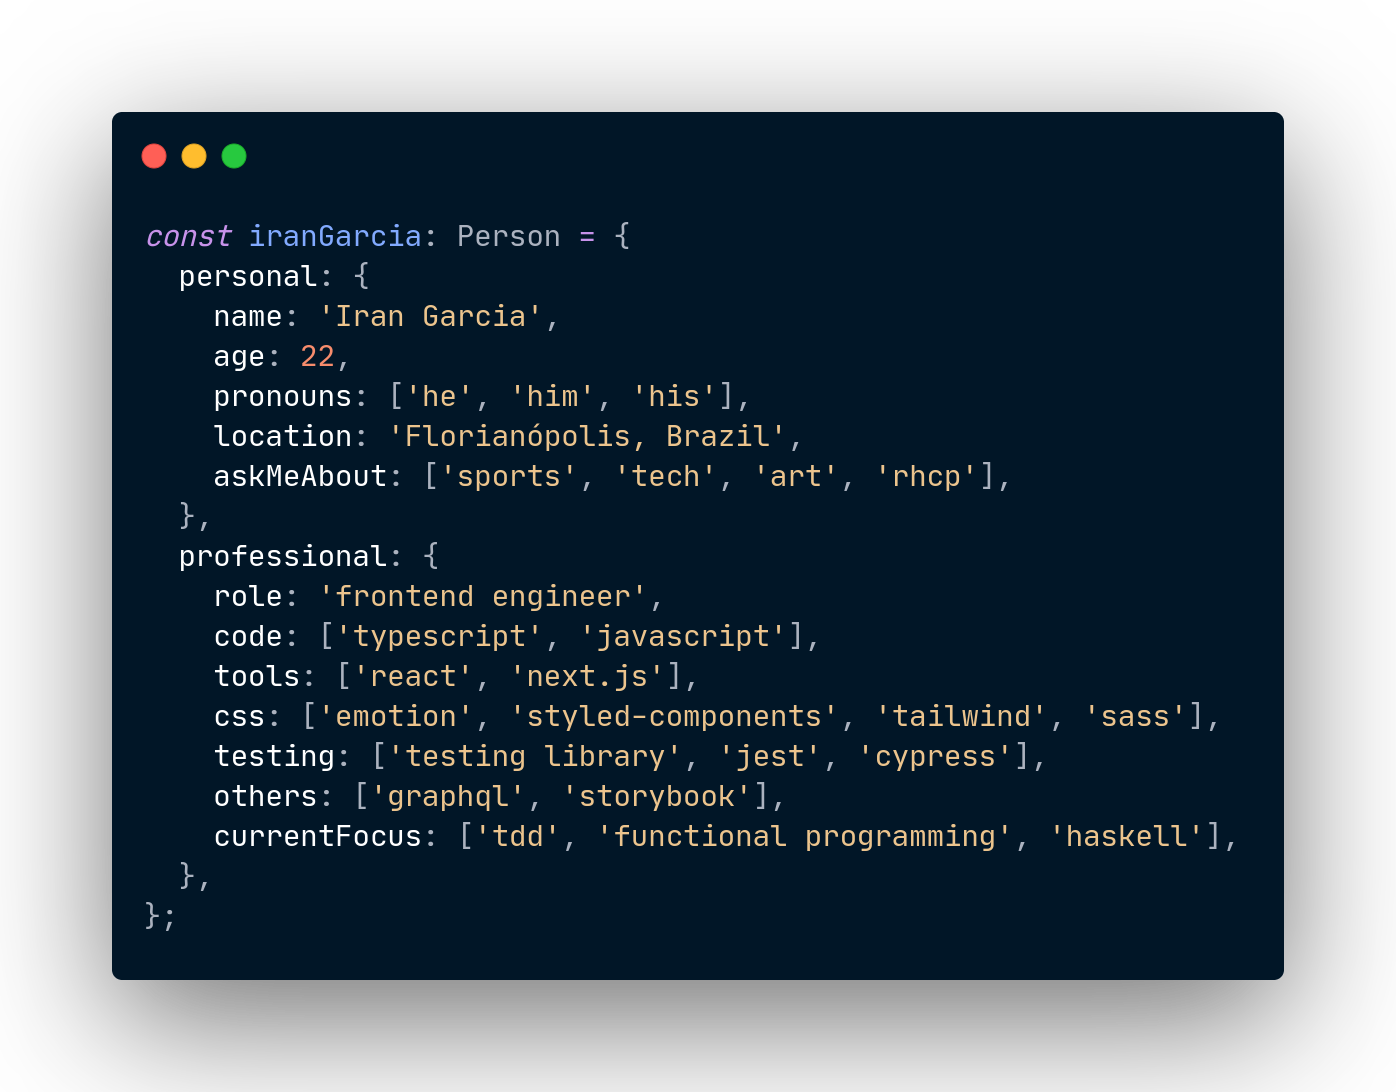 const iranGarcia: Person = {
  personal: {
    name: 'Iran Garcia',
    age: 22,
    pronouns: ['he', 'him', 'his'],
    location: 'Florianópolis, Brazil',
    askMeAbout: ['sports', 'tech', 'art', 'rhcp'],
  },
  professional: {
    role: 'frontend engineer',
    code: ['typescript', 'javascript'],
    tools: ['react', 'next.js'],
    css: ['emotion', 'styled-components', 'tailwind', 'sass'],
    testing: ['testing library', 'jest', 'cypress'],
    others: ['graphql', 'storybook'],
    currentFocus: ['tdd', 'functional programming', 'haskell'],
  },
};